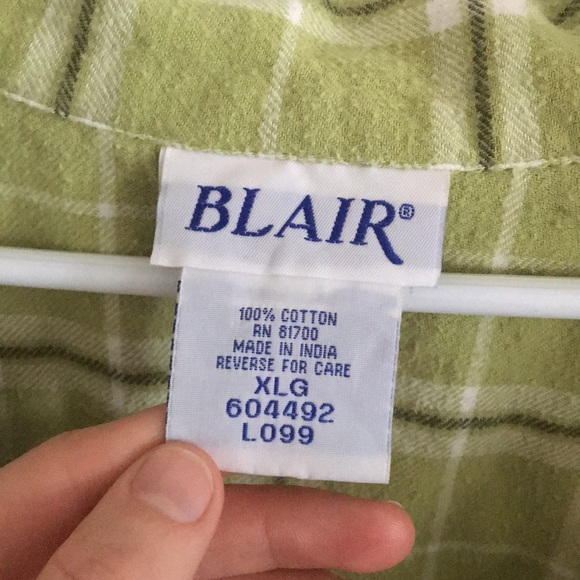 BLAIR®
100% COTTON
RN 81700
MADE IN INDIA
REVERSE FOR CARE
XLG
604492
L099